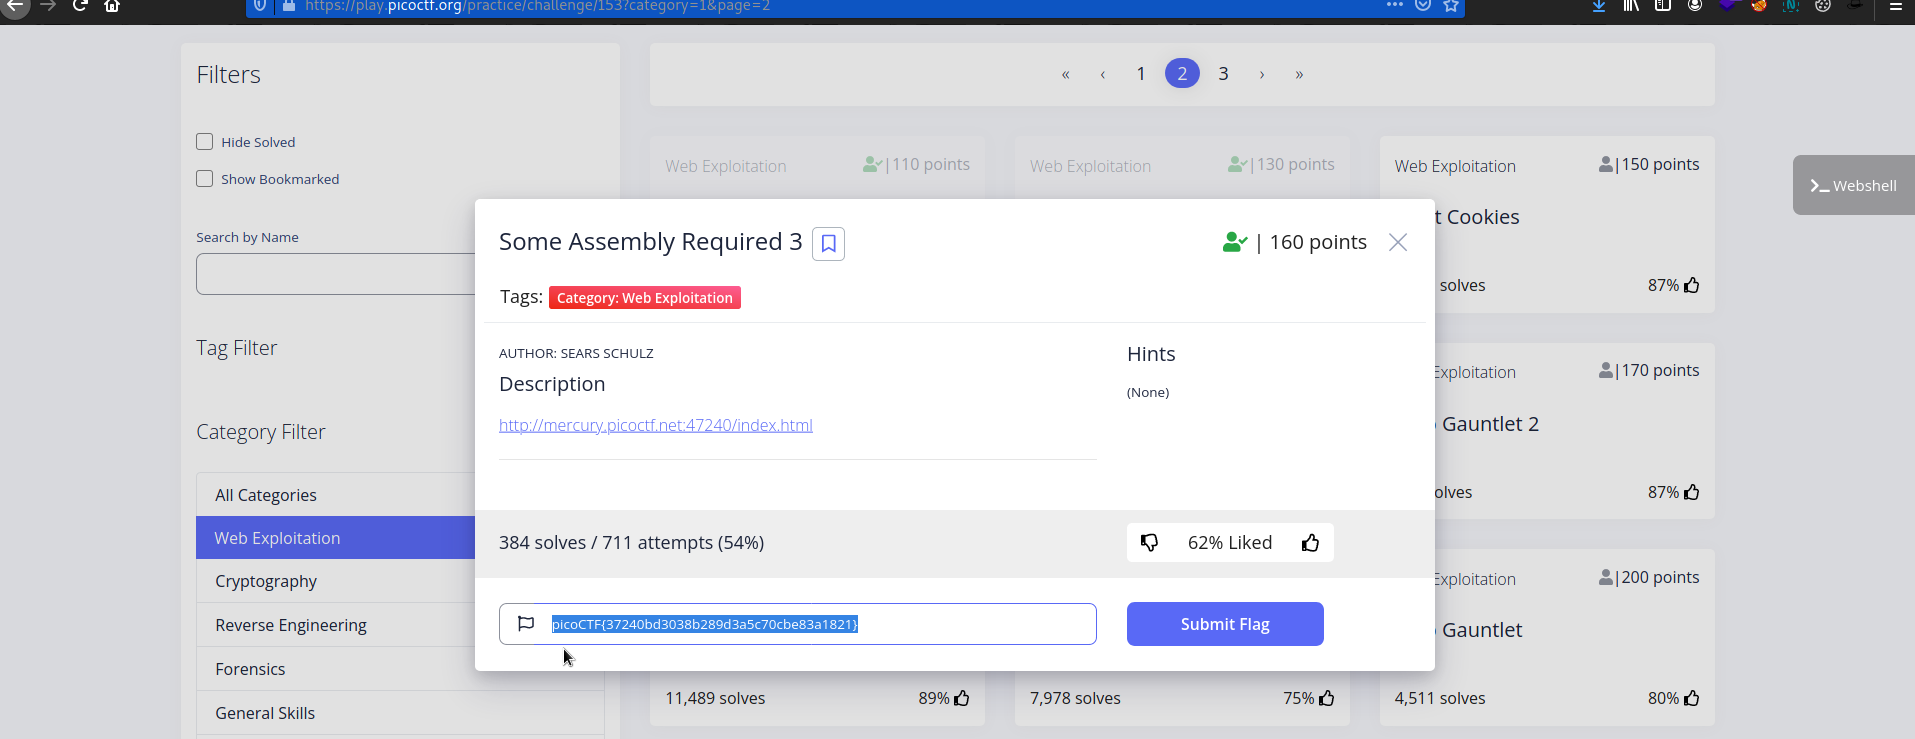 https://play.picoctf.org/practice/challenge/153?category=1&page=2
Filters
« ‹ 1 2 3 › »
Hide Solved
Show Bookmarked
Search by Name
Tag Filter
Category Filter
All Categories
Web Exploitation
Cryptography
Reverse Engineering
Forensics
General Skills
Web Exploitation |110 points
Web Exploitation |130 points
Web Exploitation |150 points
t Cookies
solves 87%
>_ Webshell
Some Assembly Required 3 | 160 points
Tags: Category: Web Exploitation
AUTHOR: SEARS SCHULZ
Description
http://mercury.picoctf.net:47240/index.html
Hints
(None)
384 solves / 711 attempts (54%)
62% Liked
picoCTF{37240bd3038b289d3a5c70cbe83a1821}
Submit Flag
Exploitation |170 points
Gauntlet 2
olves 87%
Exploitation |200 points
Gauntlet
11,489 solves 89%
7,978 solves 75%
4,511 solves 80%